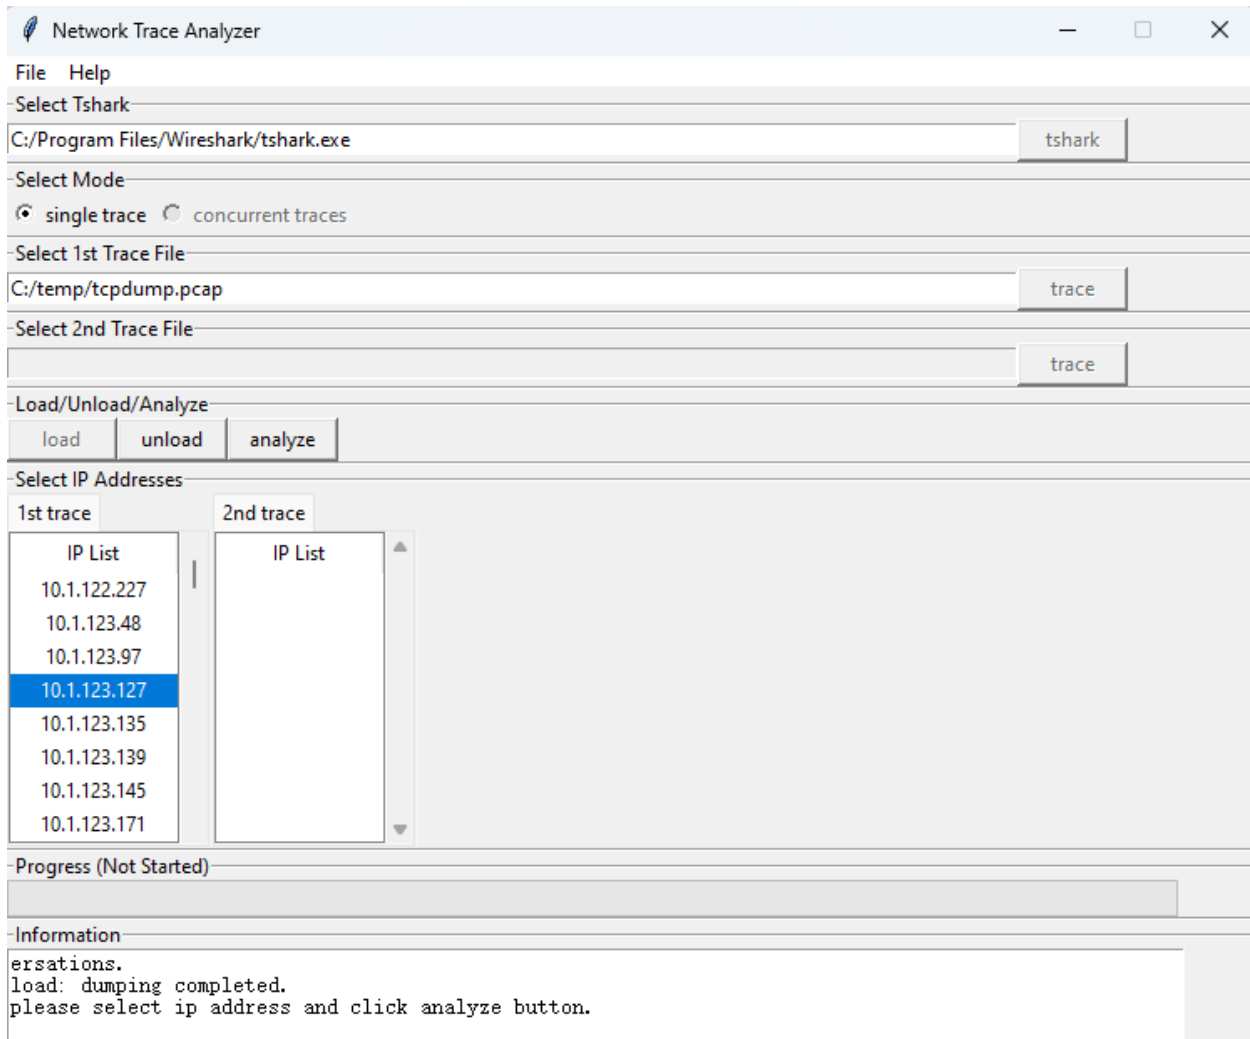 Network Trace Analyzer
File Help
Select Tshark
C:/Program Files/Wireshark/tshark.exe tshark
Select Mode
single trace concurrent traces
Select 1st Trace File
C:/temp/tcpdump.pcap trace
Select 2nd Trace File
trace
Load/Unload/Analyze
load unload analyze
Select IP Addresses
1st trace 2nd trace
IP List IP List
10.1.122.227
10.1.123.48
10.1.123.97
10.1.123.127
10.1.123.135
10.1.123.139
10.1.123.145
10.1.123.171
Progress (Not Started)
Information
ersations.
load: dumping completed.
please select ip address and click analyze button.